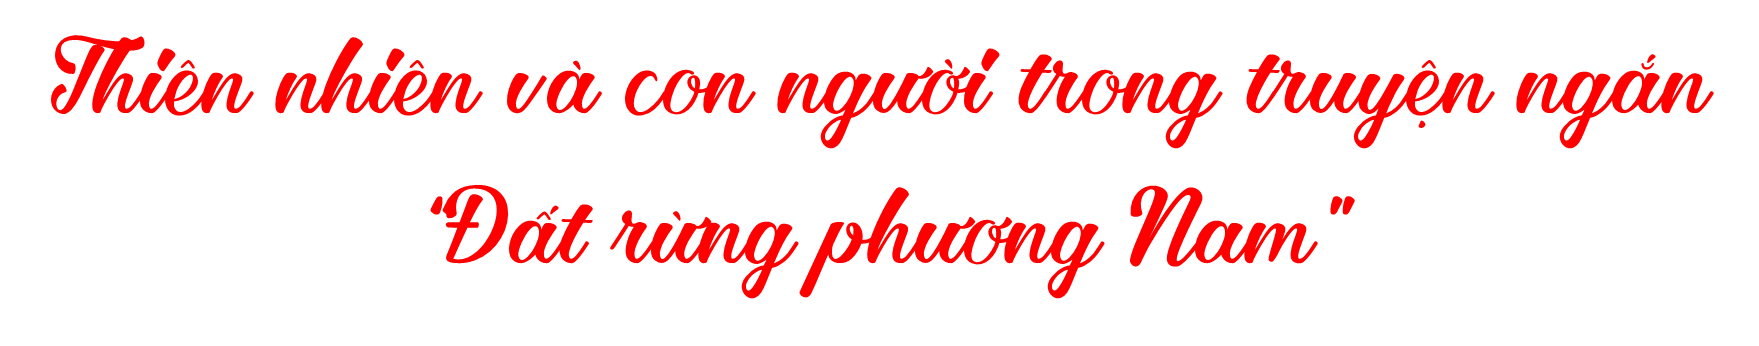 Thiên nhiên và con người trong truyện ngắn
"Đất rừng phương Nam"